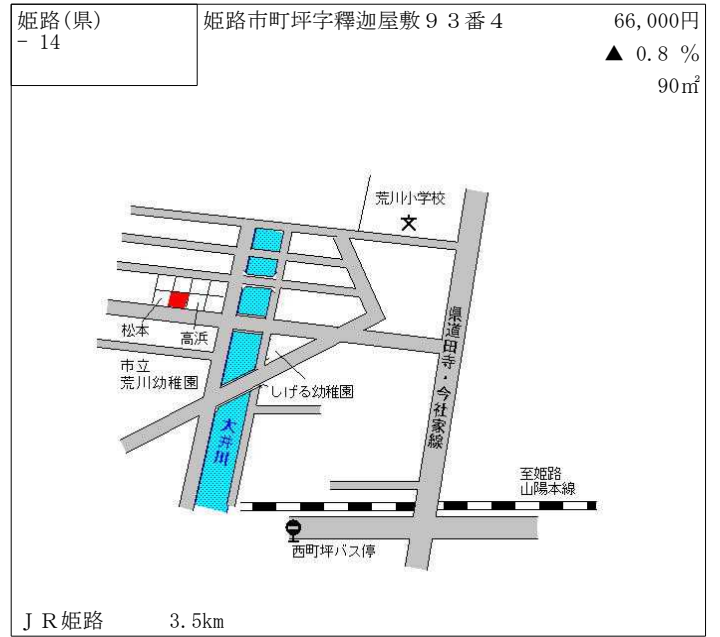 姫路(県)
- 14
姫路市町坪字釋迦屋敷９３番４
66,000円
▲ 0.8 %
90㎡
荒川小学校
文
松本
高浜
県道田寺・今社家線
市立
荒川幼稚園
しげる幼稚園
大井川
至姫路
山陽本線
西町坪バス停
ＪＲ姫路 3.5km